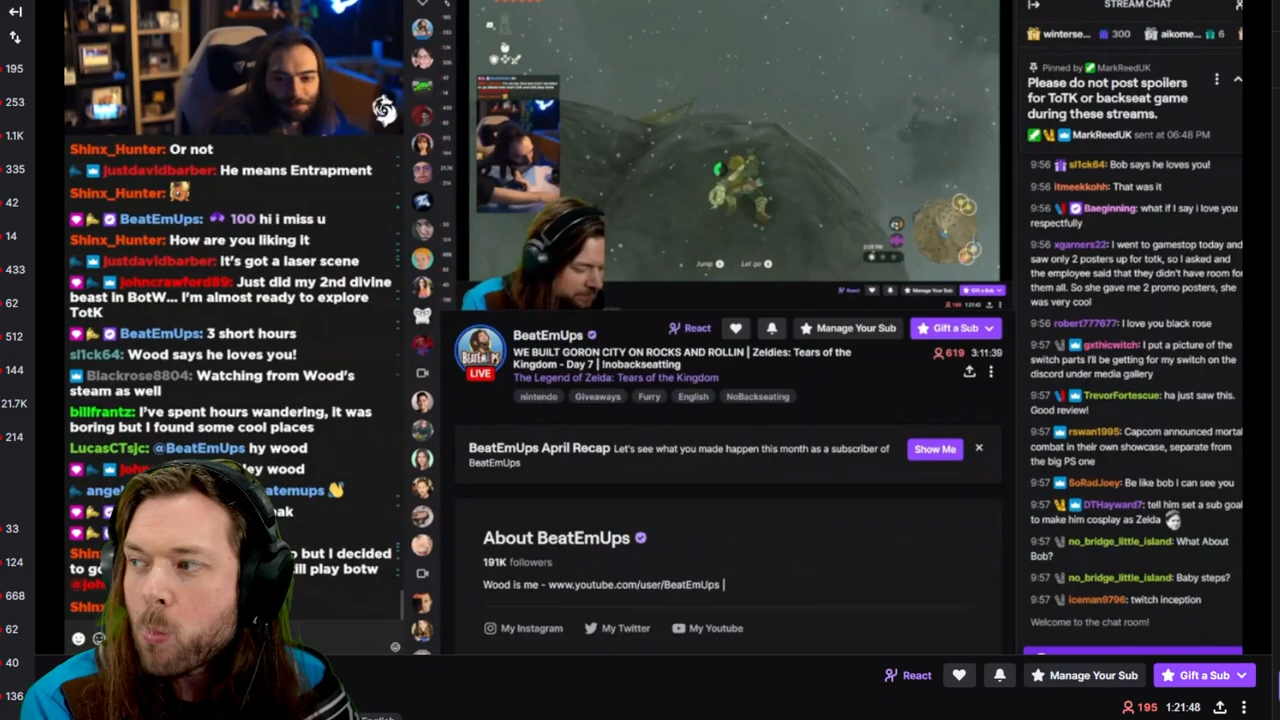 195
253
1.1K
335
42
14
433
62
512
144
21.7K
214
33
124
668
62
40
136
Shinx_Hunter: Or not
justdavidbarber: He means Entrapment
Shinx_Hunter:
BeatEmUps: 100 hi i miss u
Shinx_Hunter: How are you liking it
justdavidbarber: It's got a laser scene
johncrawford89: Just did my 2nd divine
beast in BotW... I'm almost ready to explore
TotK
BeatEmUps: 3 short hours
sl1ck64: Wood says he loves you!
Blackrose8804: Watching from Wood's
steam as well
billfrantz: I've spent hours wandering, it was
boring but I found some cool places
LucasCTsjc: @BeatEmUps hy wood
Jump
Let go
React
Manage Your Sub
Gift a Sub
BeatEmUps
React
Manage Your Sub
Gift a Sub
BEATEMUPS
LIVE
WE BUILT GORON CITY ON ROCKS AND ROLLIN | Zeldies: Tears of the
Kingdom - Day 7 | !nobackseatting
619 3:11:39
The Legend of Zelda: Tears of the Kingdom
nintendo Giveaways Furry English NoBackseating
BeatEmUps April Recap Let's see what you made happen this month as a subscriber of
BeatEmUps
Show Me
About BeatEmUps
191K followers
Wood is me - www.youtube.com/user/BeatEmUps |
My Instagram My Twitter My Youtube
STREAM CHAT
winterse... 300 aikome... 6
Pinned by MarkReedUK
Please do not post spoilers
for ToTK or backseat game
during these streams.
MarkReedUK sent at 06:48 PM
9:56 sl1ck64: Bob says he loves you!
9:56 itmeekkohh: That was it
9:56 Baeginning: what if I say i love you
respectfully
9:56 xgarners22: I went to gamestop today and
saw only 2 posters up for totk, so I asked and
the employee said that they didn't have room for
them all. So she gave me 2 promo posters, she
was very cool
9:56 robert777677: I love you black rose
9:57 gxthicwitch: I put a picture of the
switch parts I'll be getting for my switch on the
discord under media gallery
9:57 TrevorFortescue: ha just saw this.
Good review!
9:57 rswan1995: Capcom announced mortal
combat in their own showcase, separate from
the big PS one
9:57 SoRadJoey: Be like bob I can see you
9:57 DTHayward7: tell him set a sub goal
to make him cosplay as Zelda
9:57 no_bridge_little_island: What About
Bob?
9:57 no_bridge_little_island: Baby steps?
9:57 iceman9796: twitch inception
Welcome to the chat room!
React
Manage Your Sub
Gift a Sub
195 1:21:48
English